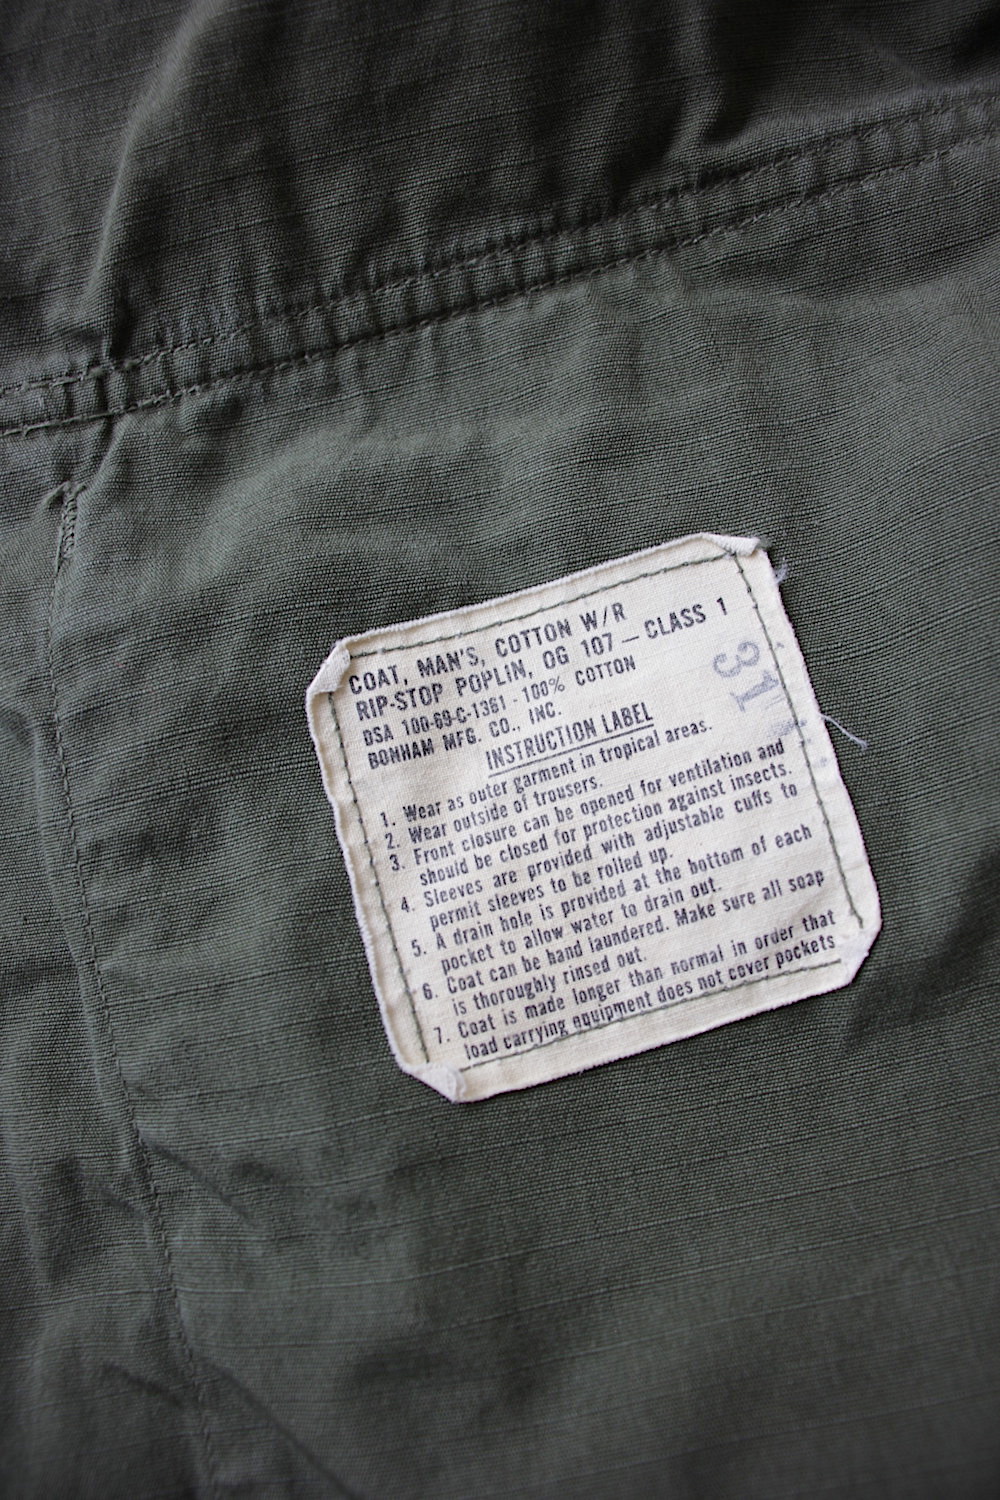 COAT, MAN'S, COTTON W/R
RIP-STOP POPLIN, OG 107 — CLASS 1
DSA 100-69-C-1361 - 100% COTTON
BONHAM MFG. CO., INC.
INSTRUCTION LABEL
1. Wear as outer garment in tropical areas.
2. Wear outside of trousers.
3. Front closure can be opened for ventilation and
should be closed for protection against insects.
4. Sleeves are provided with adjustable cuffs to
permit sleeves to be rolled up.
5. A drain hole is provided at the bottom of each
pocket to allow water to drain out.
6. Coat can be hand laundered. Make sure all soap
is thoroughly rinsed out.
7. Coat is made longer than normal in order that
load carrying equipment does not cover pockets
31